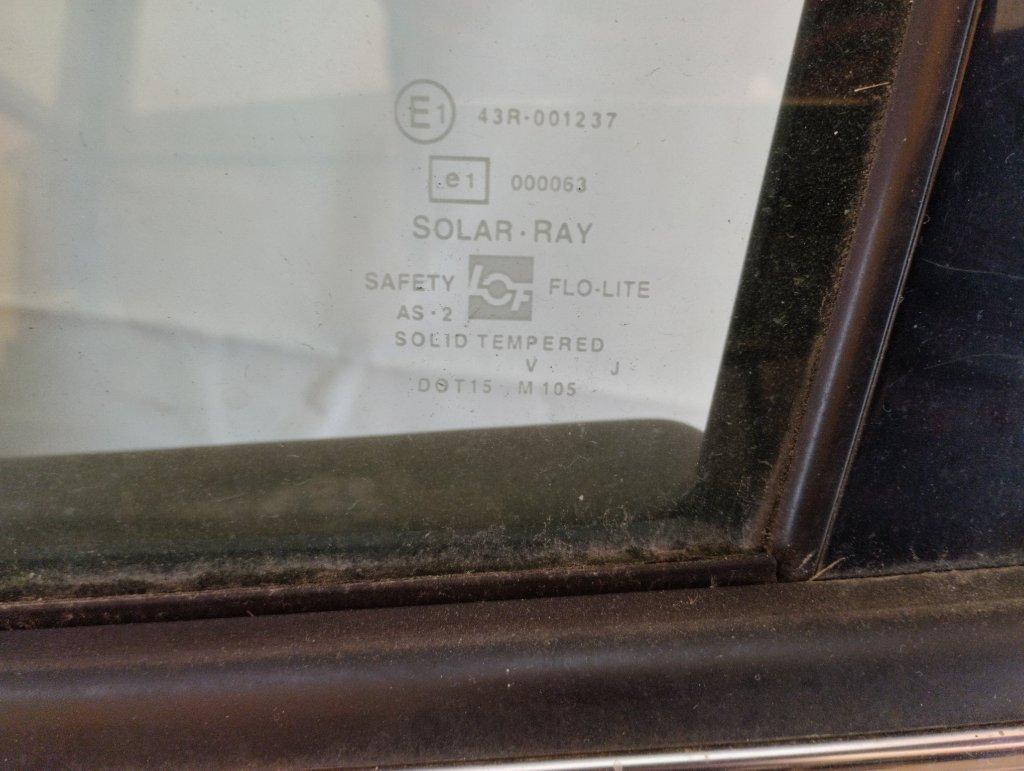 E1 43R-001237
e1 000063
SOLAR·RAY
SAFETY LOF FLO-LITE
AS·2
SOLID TEMPERED
V J
DOT15 M105